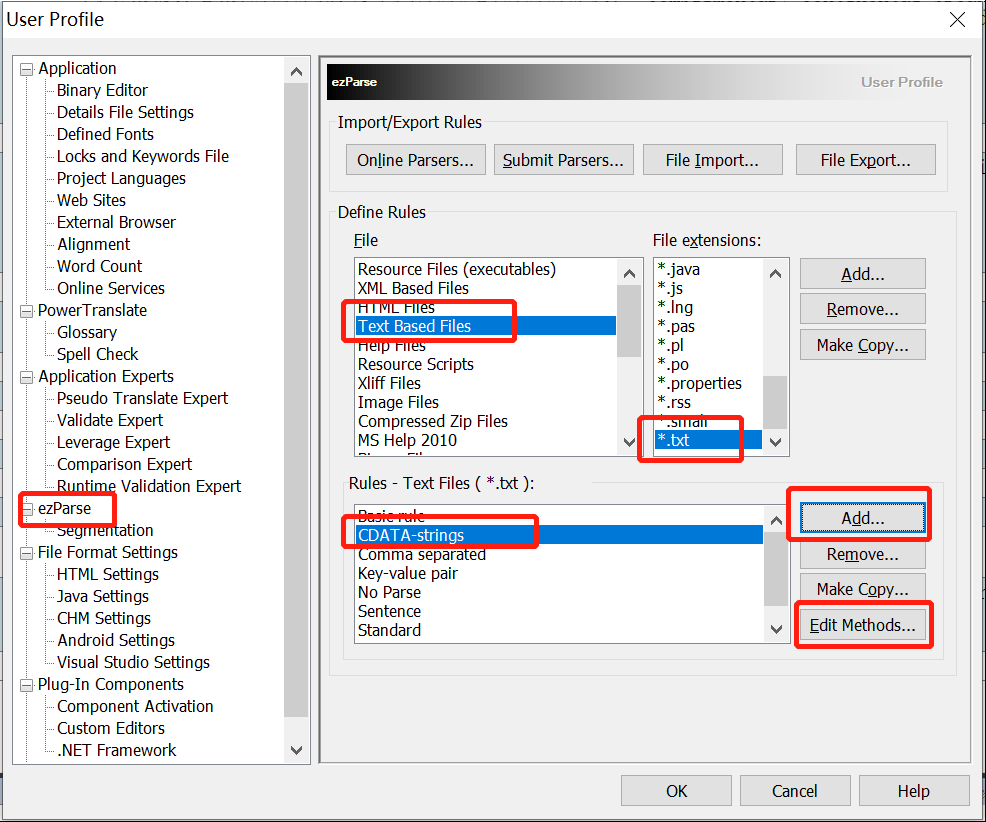 User Profile
Application
Binary Editor
Details File Settings
Defined Fonts
Locks and Keywords File
Project Languages
Web Sites
External Browser
Alignment
Word Count
Online Services
PowerTranslate
Glossary
Spell Check
Application Experts
Pseudo Translate Expert
Validate Expert
Leverage Expert
Comparison Expert
Runtime Validation Expert
ezParse
Segmentation
File Format Settings
HTML Settings
Java Settings
CHM Settings
Android Settings
Visual Studio Settings
Plug-In Components
Component Activation
Custom Editors
.NET Framework
ezParse User Profile
Import/Export Rules
Online Parsers... Submit Parsers... File Import... File Export...
Define Rules
File
Resource Files (executables)
XML Based Files
HTML Files
Text Based Files
Help Files
Resource Scripts
Xliff Files
Image Files
Compressed Zip Files
MS Help 2010
File extensions:
*.java
*.js
*.lng
*.pas
*.pl
*.po
*.properties
*.rss
*.small
*.txt
Add...
Remove...
Make Copy...
Rules - Text Files ( *.txt ):
Basic rule
CDATA-strings
Comma separated
Key-value pair
No Parse
Sentence
Standard
Add...
Remove...
Make Copy...
Edit Methods...
OK Cancel Help